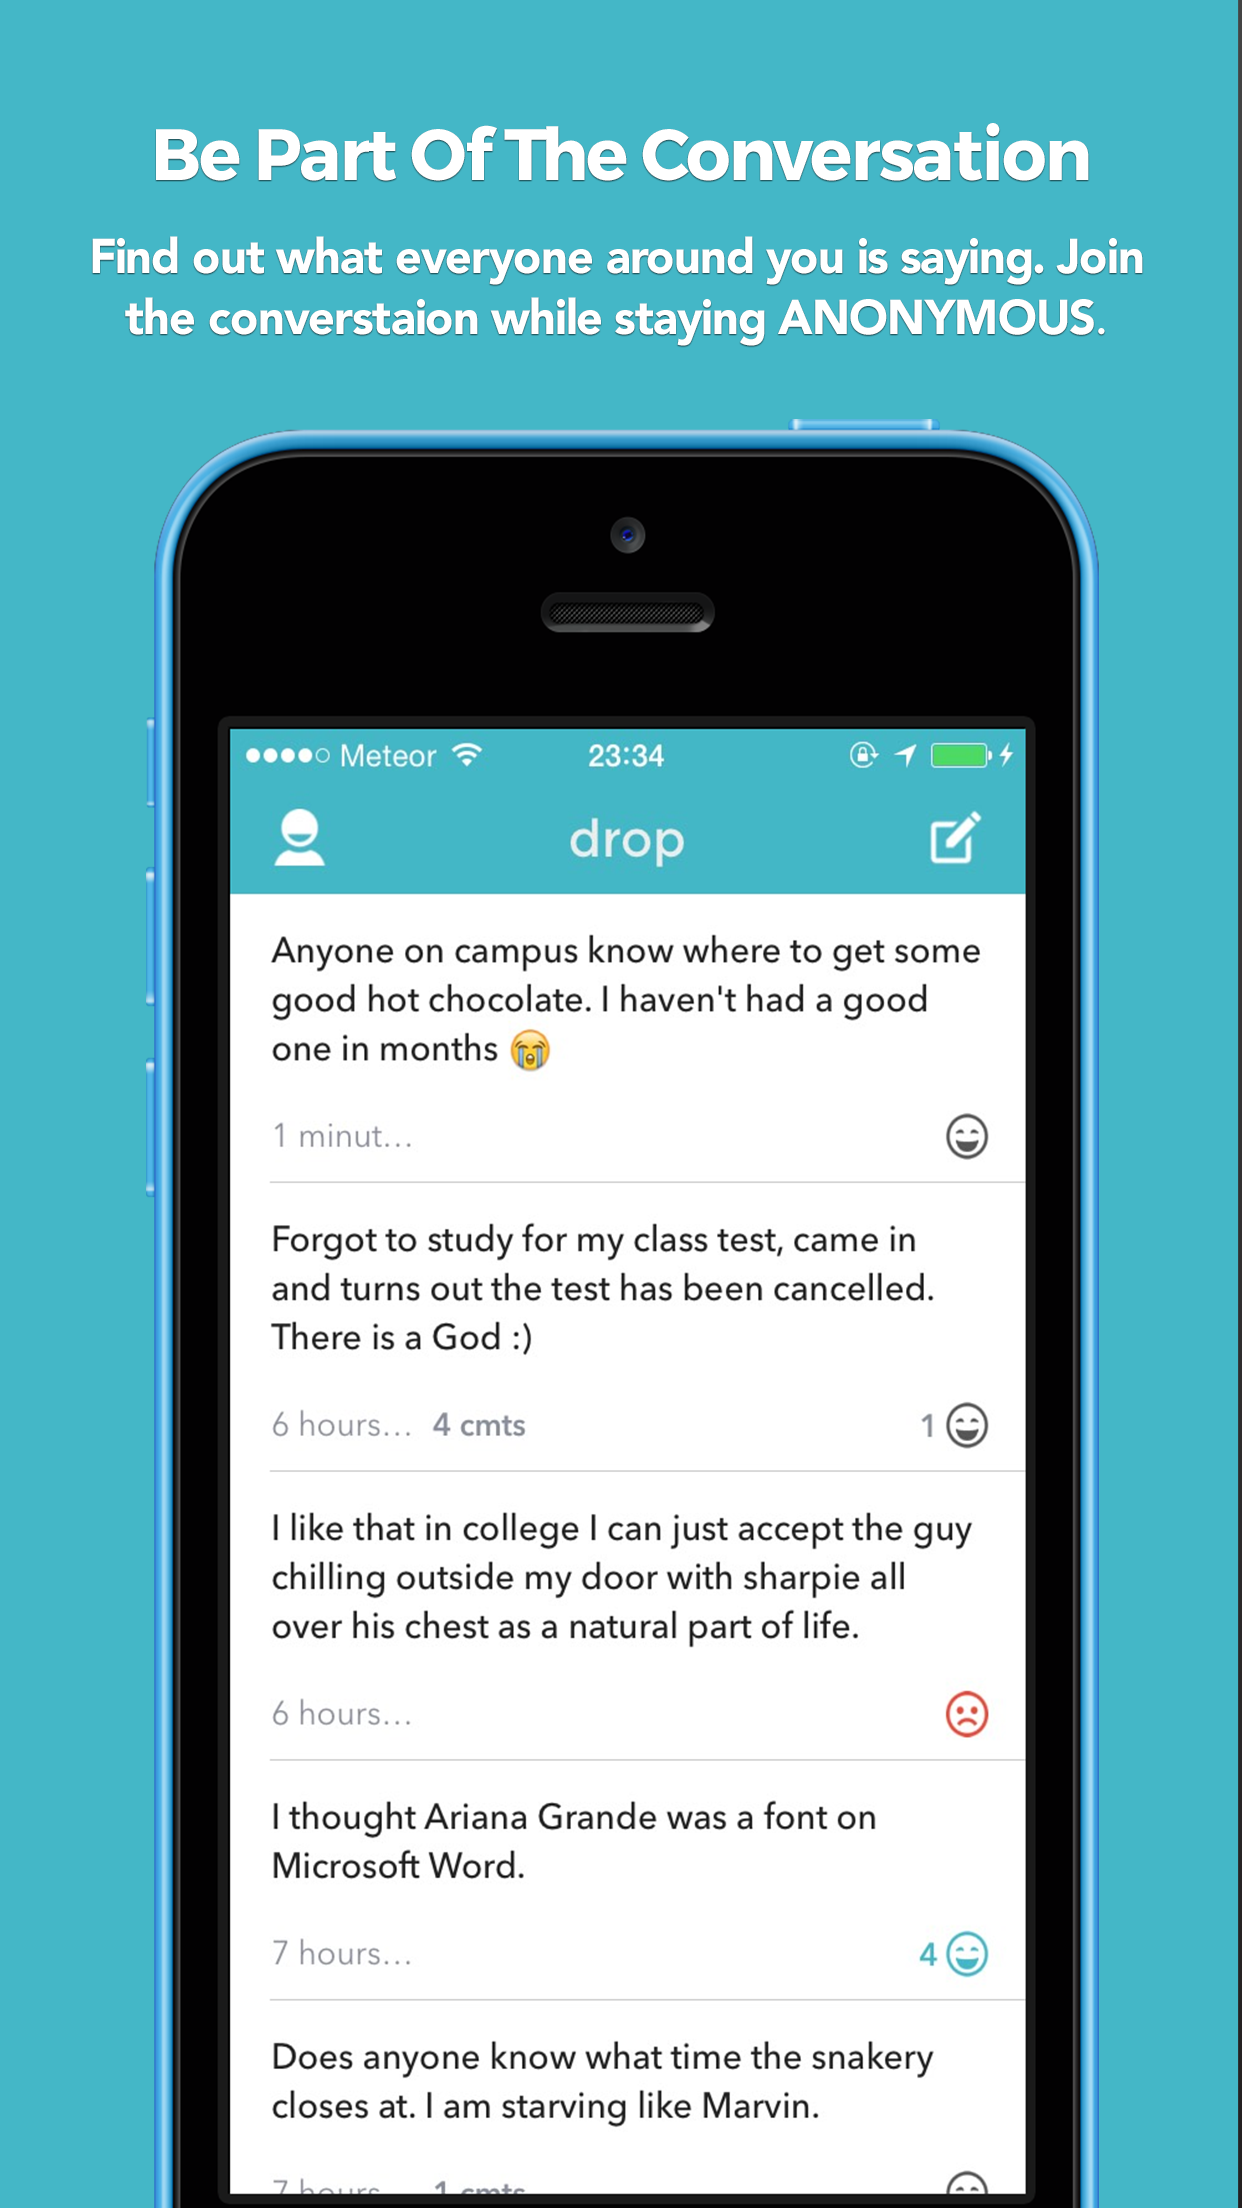 Be Part Of The Conversation
Find out what everyone around you is saying. Join
the converstaion while staying ANONYMOUS.
Meteor 23:34
drop
Anyone on campus know where to get some
good hot chocolate. I haven't had a good
one in months 😭
1 minut...
Forgot to study for my class test, came in
and turns out the test has been cancelled.
There is a God :)
6 hours... 4 cmts 1
I like that in college I can just accept the guy
chilling outside my door with sharpie all
over his chest as a natural part of life.
6 hours...
I thought Ariana Grande was a font on
Microsoft Word.
7 hours... 4
Does anyone know what time the snakery
closes at. I am starving like Marvin.
7 hours 1 cmts